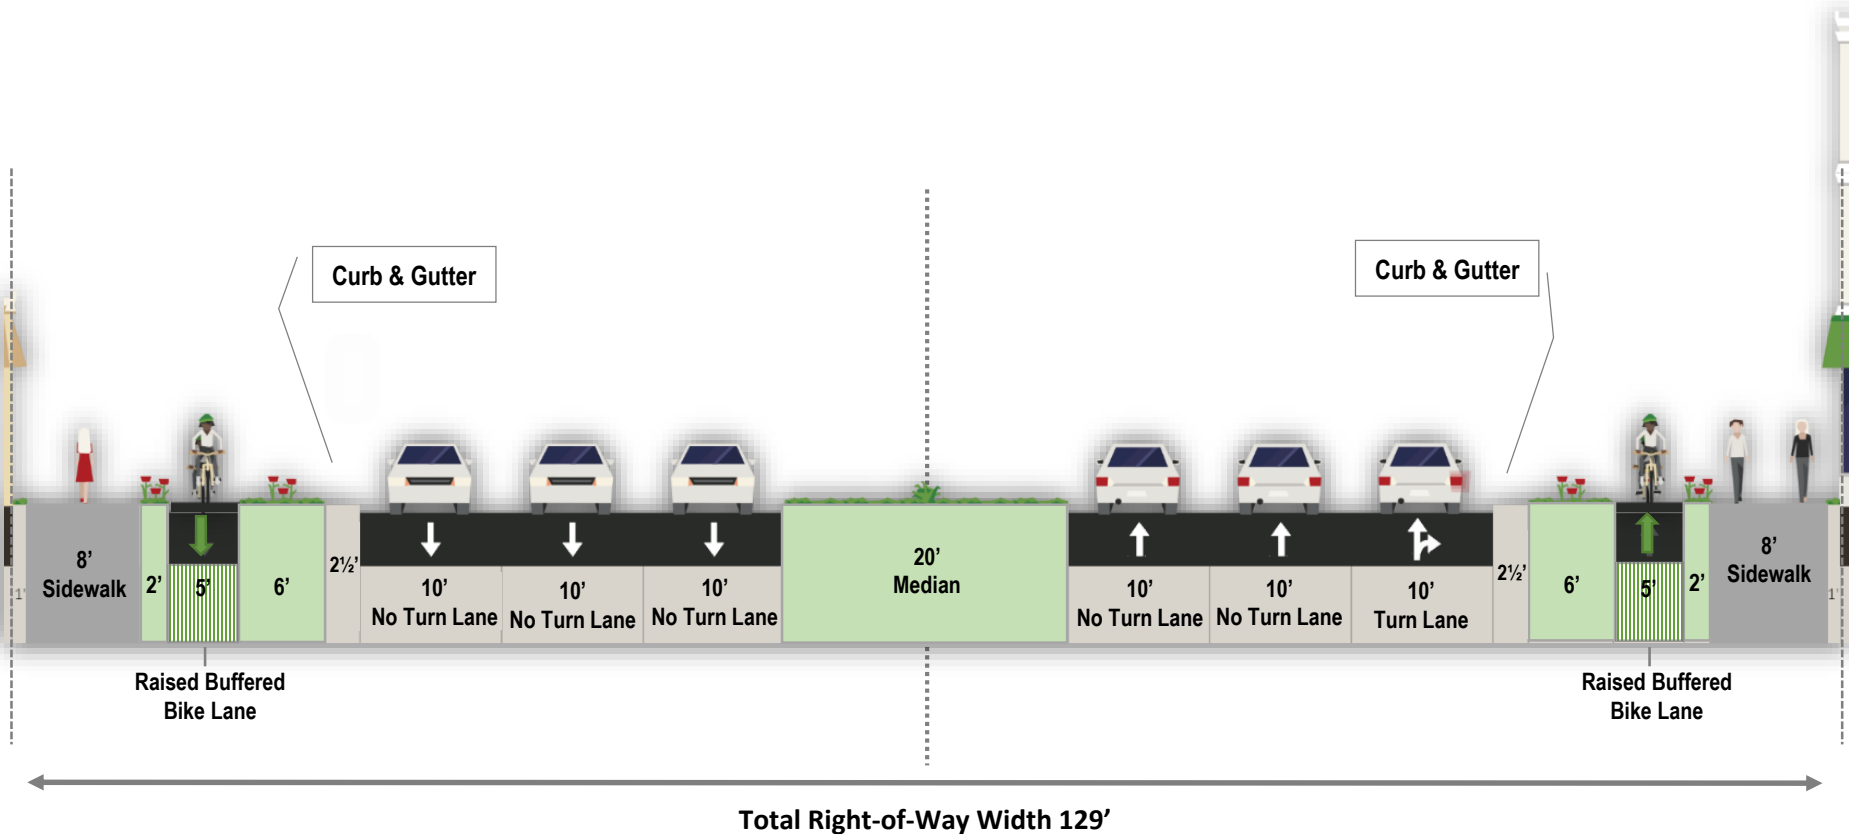 Curb & Gutter
Curb & Gutter
1'
8’
Sidewalk
2’
5’
6’
2½’
10’
No Turn Lane
10’
No Turn Lane
10’
No Turn Lane
20’
Median
10’
No Turn Lane
10’
No Turn Lane
10’
Turn Lane
2½’
6’
5’
2’
8’
Sidewalk
1'
Raised Buffered
Bike Lane
Raised Buffered
Bike Lane
Total Right-of-Way Width 129’